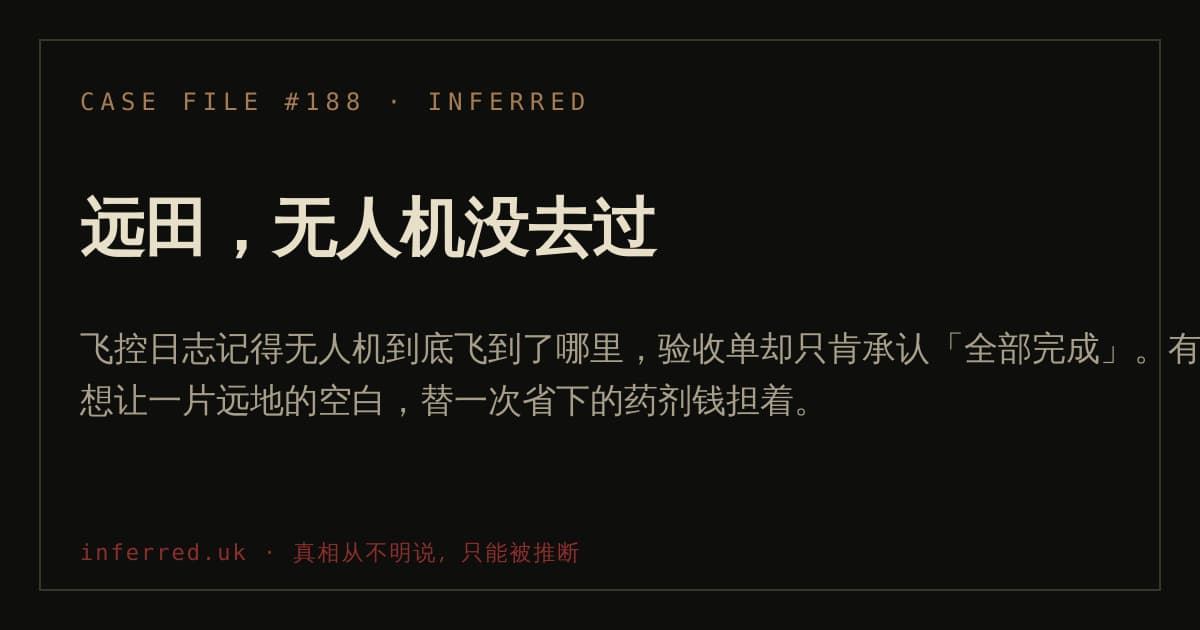 CASE FILE #188 · INFERRED
远田，无人机没去过
飞控日志记得无人机到底飞到了哪里，验收单却只肯承认「全部完成」。有
想让一片远地的空白，替一次省下的药剂钱担着。
inferred.uk · 真相从不明说，只能被推断